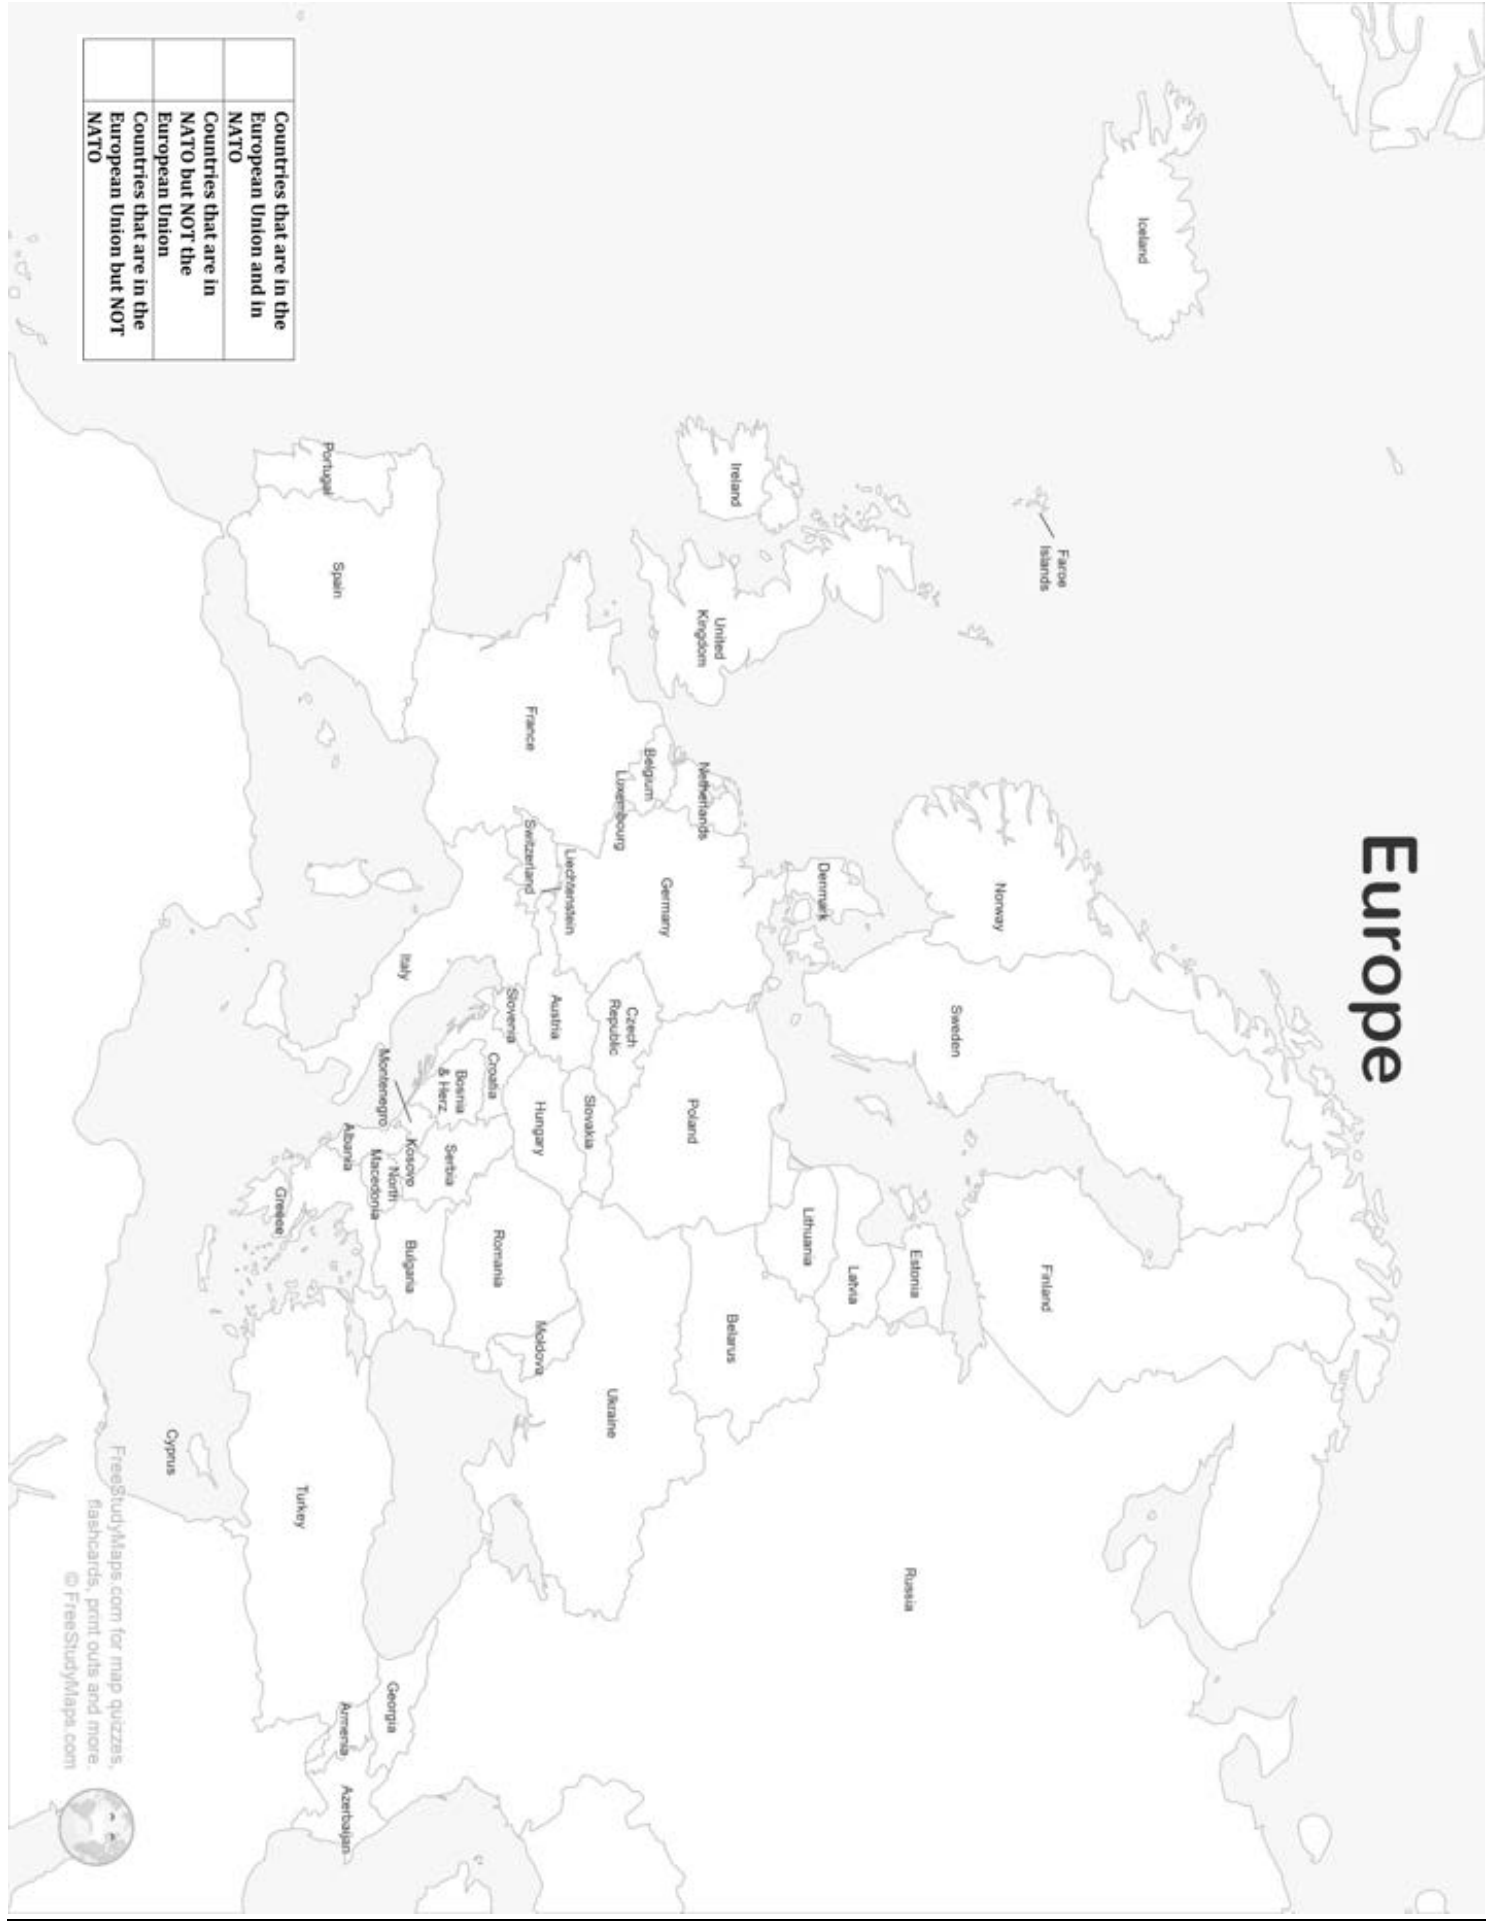 Europe
Iceland
Faroe
Islands
Norway
Sweden
Finland
Russia
Estonia
Latvia
Lithuania
Denmark
Ireland
United
Kingdom
Netherlands
Belgium
Luxembourg
Germany
Poland
Belarus
Czech
Republic
Slovakia
Ukraine
Liechtenstein
Switzerland
Austria
Hungary
Moldova
France
Slovenia
Croatia
Romania
Bosnia
& Herz.
Serbia
Italy
Montenegro
Kosovo
North
Macedonia
Bulgaria
Albania
Georgia
Armenia
Azerbaijan
Portugal
Spain
Greece
Turkey
Cyprus
Countries that are in the
European Union and in
NATO
Countries that are in
NATO but NOT the
European Union
Countries that are in the
European Union but NOT
NATO
FreeStudyMaps.com for map quizzes,
flashcards, print outs and more.
© FreeStudyMaps.com